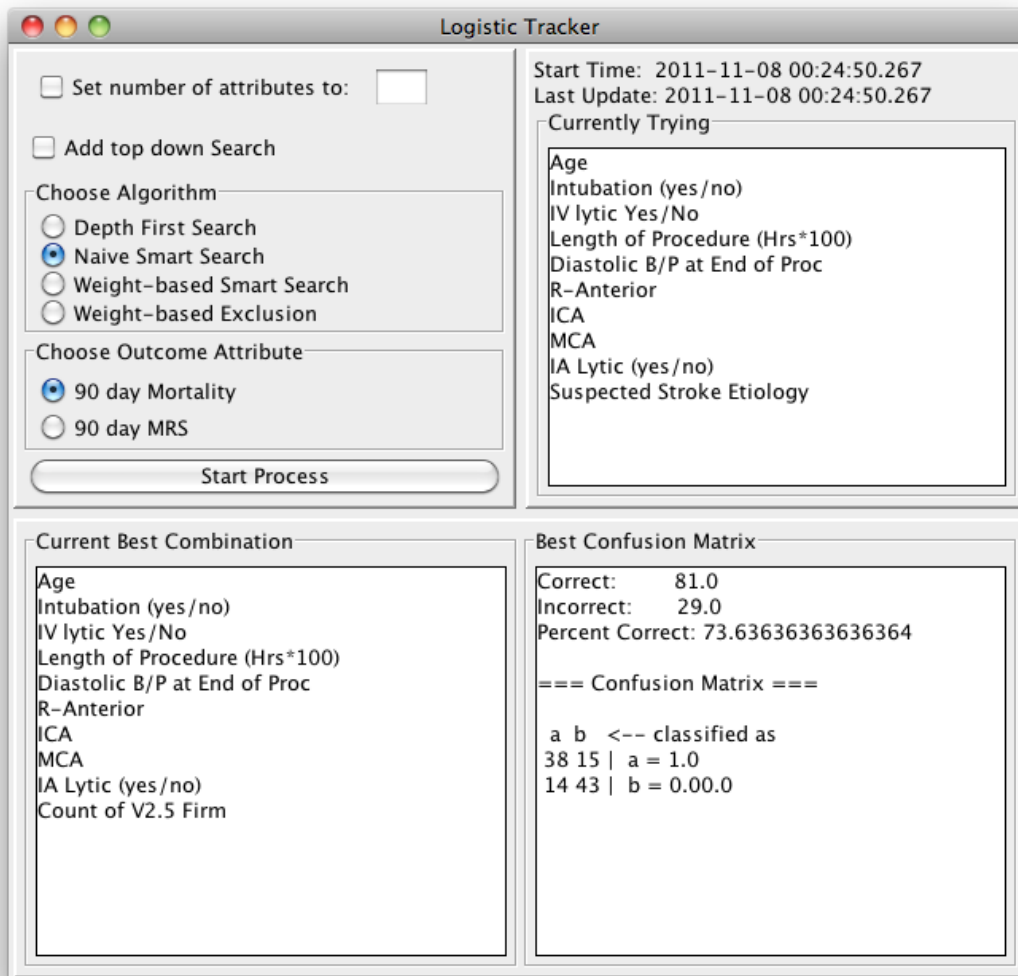 Logistic Tracker
Set number of attributes to:
Add top down Search
Choose Algorithm
Depth First Search
Naive Smart Search
Weight-based Smart Search
Weight-based Exclusion
Choose Outcome Attribute
90 day Mortality
90 day MRS
Start Process
Start Time: 2011-11-08 00:24:50.267
Last Update: 2011-11-08 00:24:50.267
Currently Trying
Age
Intubation (yes/no)
IV lytic Yes/No
Length of Procedure (Hrs*100)
Diastolic B/P at End of Proc
R-Anterior
ICA
MCA
IA Lytic (yes/no)
Suspected Stroke Etiology
Current Best Combination
Age
Intubation (yes/no)
IV lytic Yes/No
Length of Procedure (Hrs*100)
Diastolic B/P at End of Proc
R-Anterior
ICA
MCA
IA Lytic (yes/no)
Count of V2.5 Firm
Best Confusion Matrix
Correct: 81.0
Incorrect: 29.0
Percent Correct: 73.63636363636364
=== Confusion Matrix ===
a b <-- classified as
38 15 | a = 1.0
14 43 | b = 0.00.0